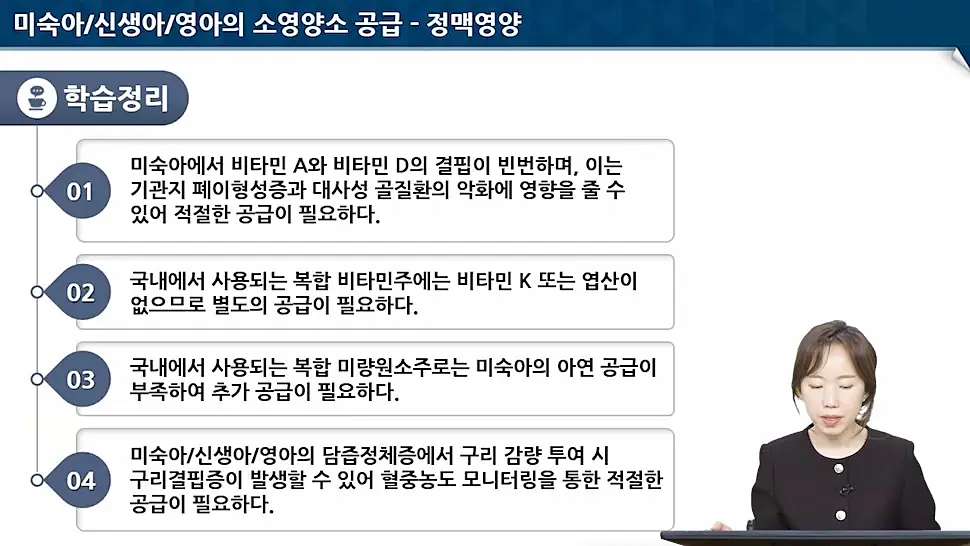 미숙아/신생아/영아의 소영양소 공급 - 정맥영양
학습정리
01
미숙아에서 비타민 A와 비타민 D의 결핍이 빈번하며, 이는
기관지 폐이형성증과 대사성 골질환의 악화에 영향을 줄 수
있어 적절한 공급이 필요하다.
02
국내에서 사용되는 복합 비타민주에는 비타민 K 또는 엽산이
없으므로 별도의 공급이 필요하다.
03
국내에서 사용되는 복합 미량원소주로는 미숙아의 아연 공급이
부족하여 추가 공급이 필요하다.
04
미숙아/신생아/영아의 담즙정체증에서 구리 감량 투여 시
구리결핍증이 발생할 수 있어 혈중농도 모니터링을 통한 적절한
공급이 필요하다.